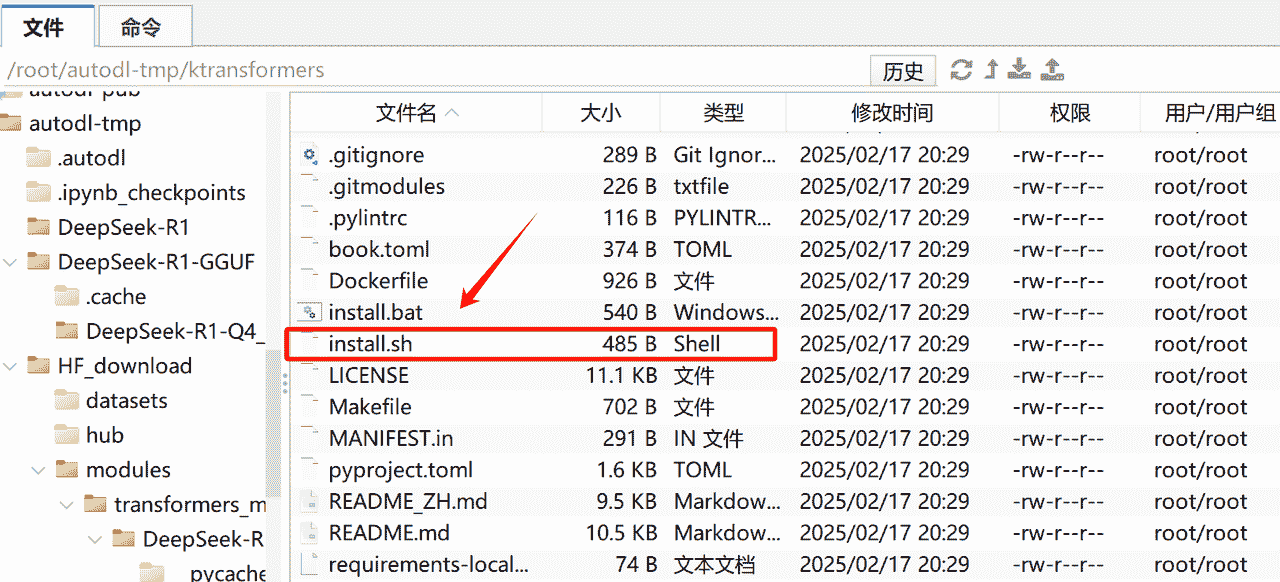 文件 命令
/root/autodl-tmp/ktransformers 历史
autodl-pub
autodl-tmp
.autodl
.ipynb_checkpoints
DeepSeek-R1
DeepSeek-R1-GGUF
.cache
DeepSeek-R1-Q4_
HF_download
datasets
hub
modules
transformers_m
DeepSeek-R
pycache
文件名 大小 类型 修改时间 权限 用户/用户组
.gitignore 289 B Git Ignor... 2025/02/17 20:29 -rw-r--r-- root/root
.gitmodules 226 B txtfile 2025/02/17 20:29 -rw-r--r-- root/root
.pylintrc 116 B PYLINTR... 2025/02/17 20:29 -rw-r--r-- root/root
book.toml 374 B TOML 2025/02/17 20:29 -rw-r--r-- root/root
Dockerfile 926 B 文件 2025/02/17 20:29 -rw-r--r-- root/root
install.bat 540 B Windows... 2025/02/17 20:29 -rw-r--r-- root/root
install.sh 485 B Shell 2025/02/17 20:29 -rw-r--r-- root/root
LICENSE 11.1 KB 文件 2025/02/17 20:29 -rw-r--r-- root/root
Makefile 702 B 文件 2025/02/17 20:29 -rw-r--r-- root/root
MANIFEST.in 291 B IN 文件 2025/02/17 20:29 -rw-r--r-- root/root
pyproject.toml 1.6 KB TOML 2025/02/17 20:29 -rw-r--r-- root/root
README_ZH.md 9.5 KB Markdow... 2025/02/17 20:29 -rw-r--r-- root/root
README.md 10.5 KB Markdow... 2025/02/17 20:29 -rw-r--r-- root/root
requirements-local... 74 B 文本文档 2025/02/17 20:29 -rw-r--r-- root/root